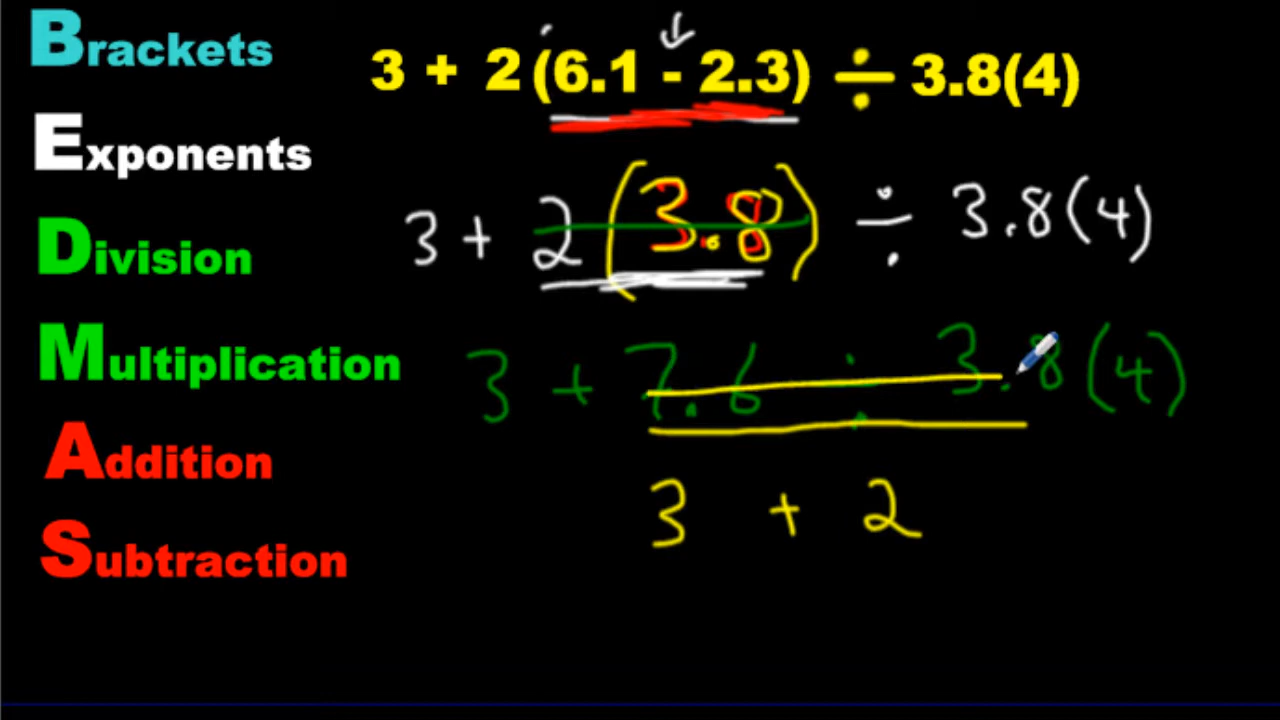 Brackets
Exponents
Division
Multiplication
Addition
Subtraction
3 + 2(6.1 - 2.3) ÷ 3.8(4)
3 + 2(3.8) ÷ 3.8(4)
3 + 7.6 ÷ 3.8(4)
3 + 2